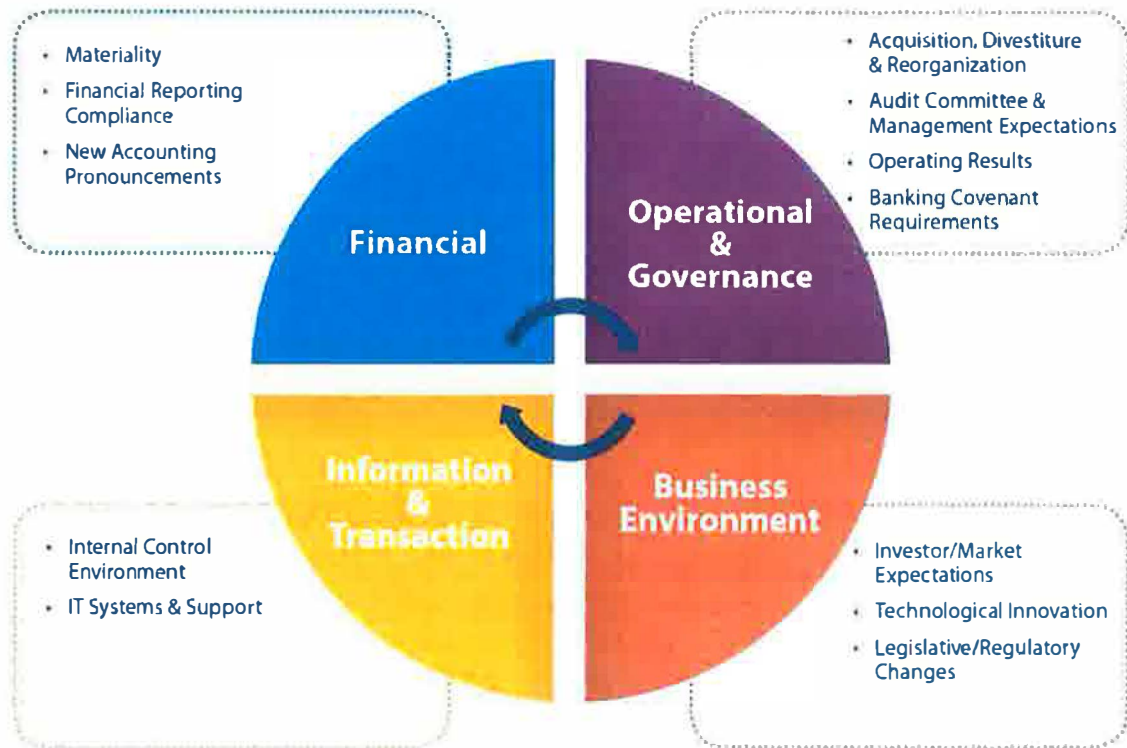 • Materiality
• Financial Reporting
Compliance
• New Accounting
Pronouncements
• Acquisition, Divestiture
& Reorganization
• Audit Committee &
Management Expectations
• Operating Results
• Banking Covenant
Requirements
Financial
Operational
&
Governance
Information
&
Transaction
Business
Environment
• Internal Control
Environment
• IT Systems & Support
• Investor/Market
Expectations
• Technological Innovation
• Legislative/Regulatory
Changes